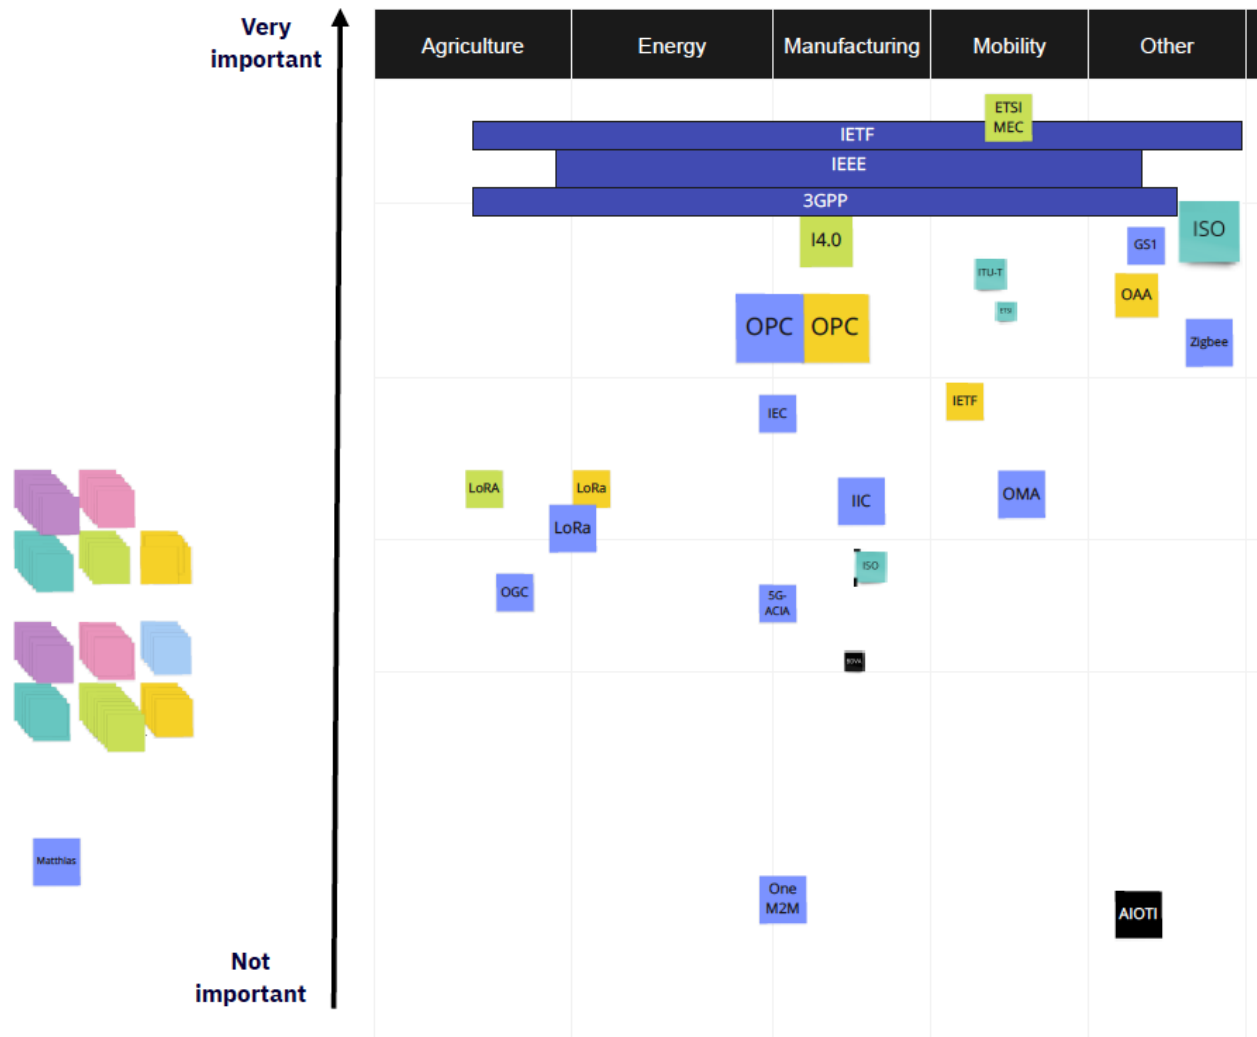 Very
important
Agriculture
Energy
Manufacturing
Mobility
Other
ETSI
MEC
IETF
IEEE
3GPP
I4.0
GS1
ISO
ITU-T
OAA
ETSI
OPC
OPC
Zigbee
IEC
IETF
LoRA
LoRa
LoRa
IIC
OMA
ISO
OGC
5G-
ACIA
Matthias
One
M2M
AIOTI
Not
important